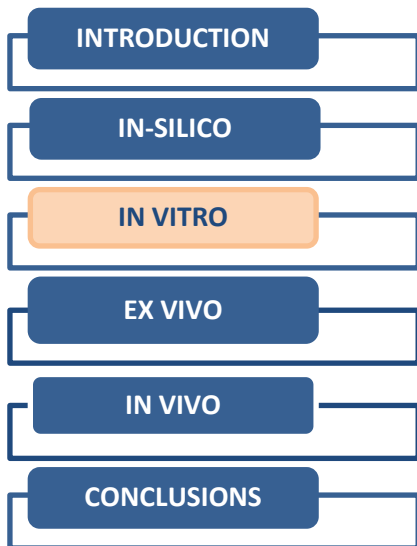 INTRODUCTION
IN-SILICO
IN VITRO
EX VIVO
IN VIVO
CONCLUSIONS